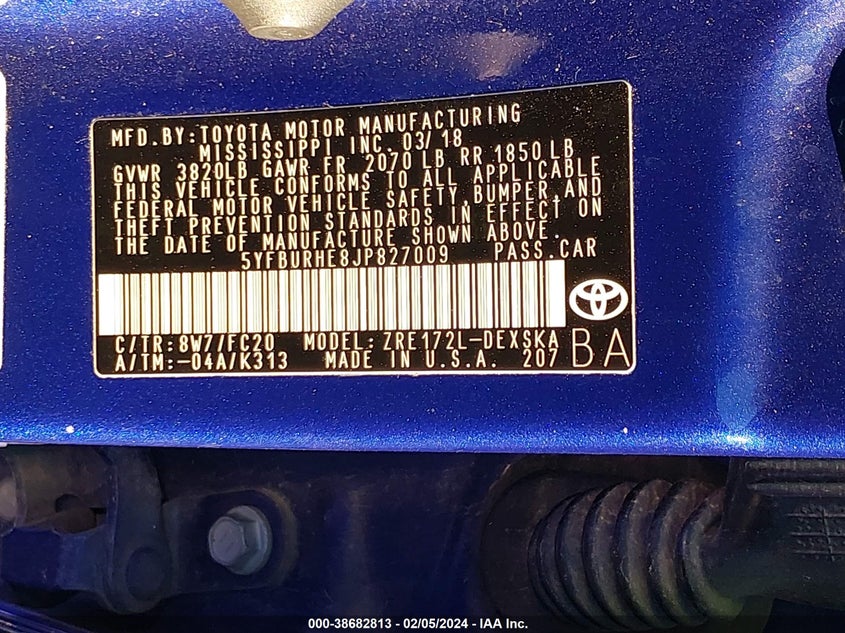 MFD.BY:TOYOTA MOTOR MANUFACTURING
MISSISSIPPI INC. 03/18
GVWR 3820LB GAWR FR 2070 LB RR 1850 LB
THIS VEHICLE CONFORMS TO ALL APPLICABLE
FEDERAL MOTOR VEHICLE SAFETY,BUMPER,AND
THEFT PREVENTION STANDARDS IN EFFECT ON
THE DATE OF MANUFACTURE SHOWN ABOVE.
5YFBURHE8JP827009 PASS.CAR
C/TR:8W7/FC20 MODEL:ZRE172L-DEXSKA
A/TM:-04A/K313 MADE IN U.S.A. 207 BA
000-38682813 - 02/05/2024 - IAA Inc.